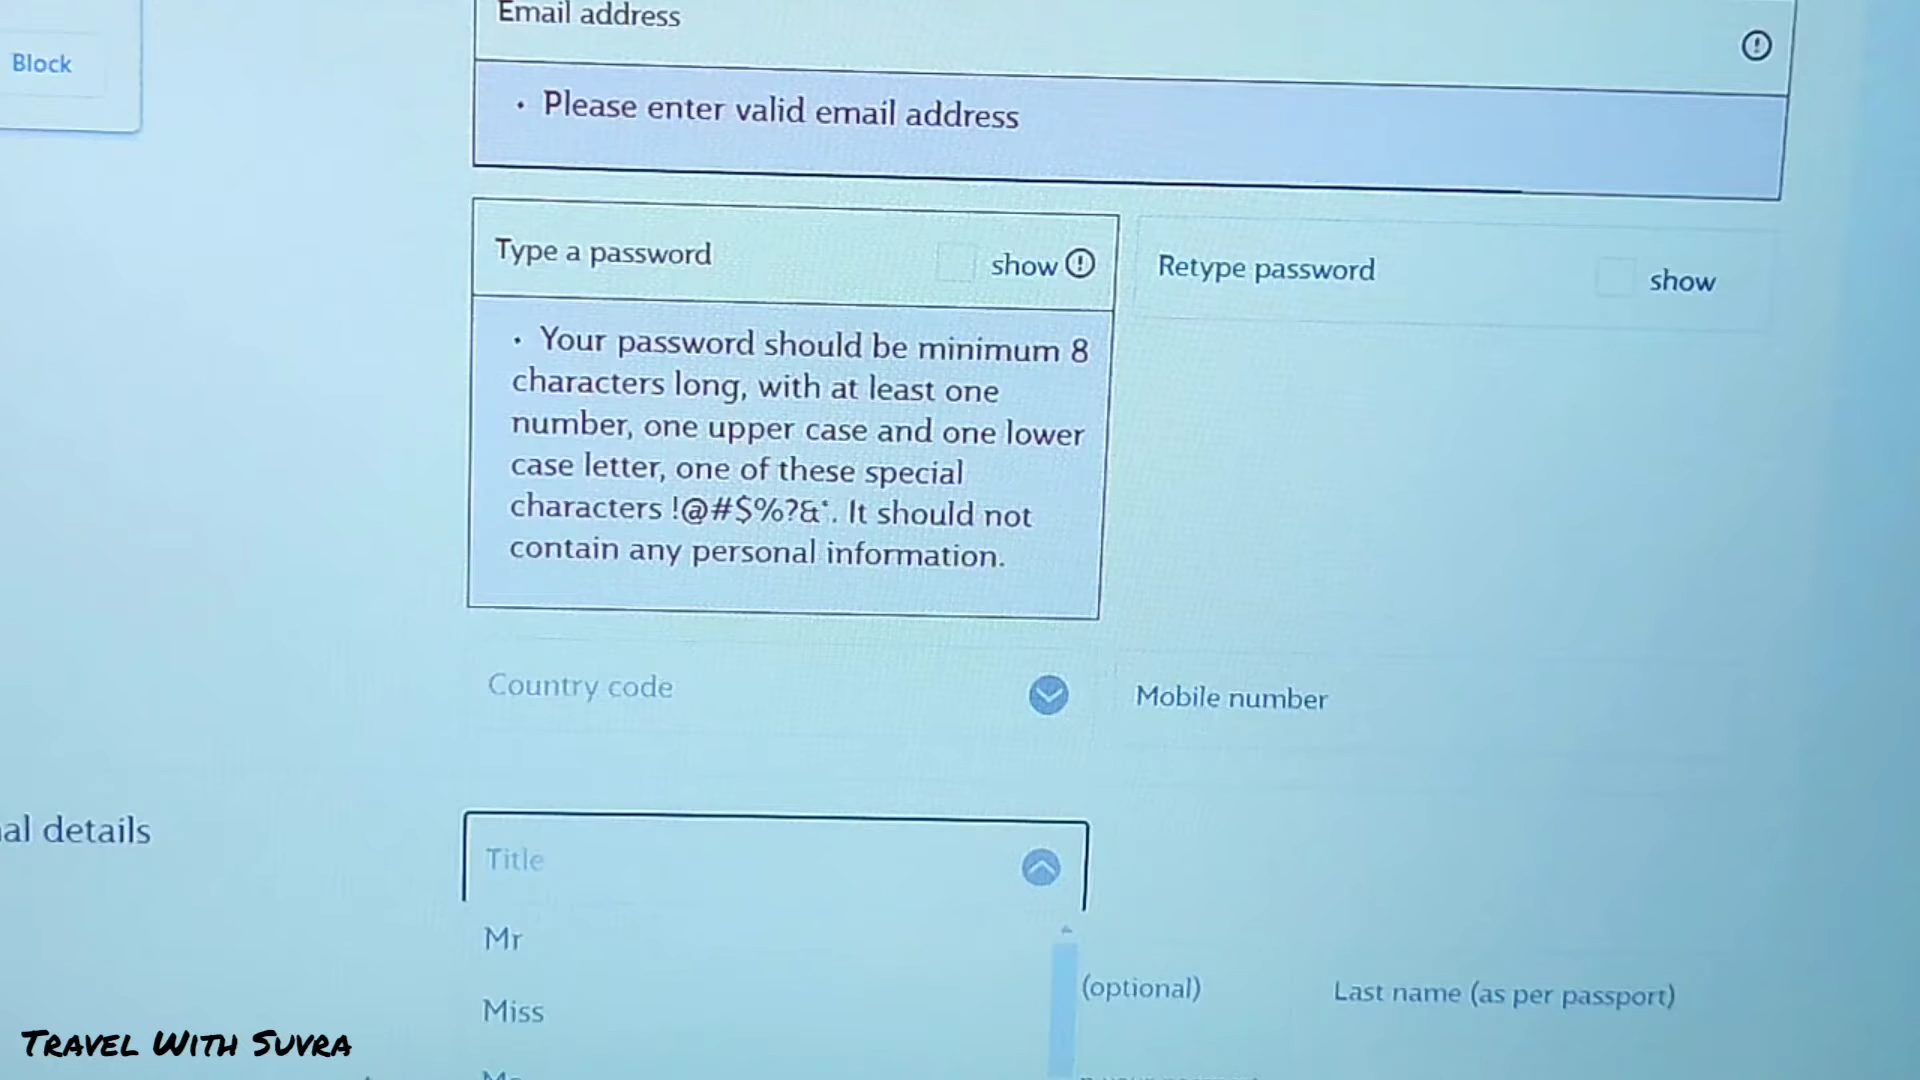 Email address
Block
• Please enter valid email address
Type a password show
Retype password show
• Your password should be minimum 8
characters long, with at least one
number, one upper case and one lower
case letter, one of these special
characters !@#$%?&*. It should not
contain any personal information.
Country code
Mobile number
al details
Title
Mr
(optional)
Last name (as per passport)
Miss
TRAVEL WITH SUVRA